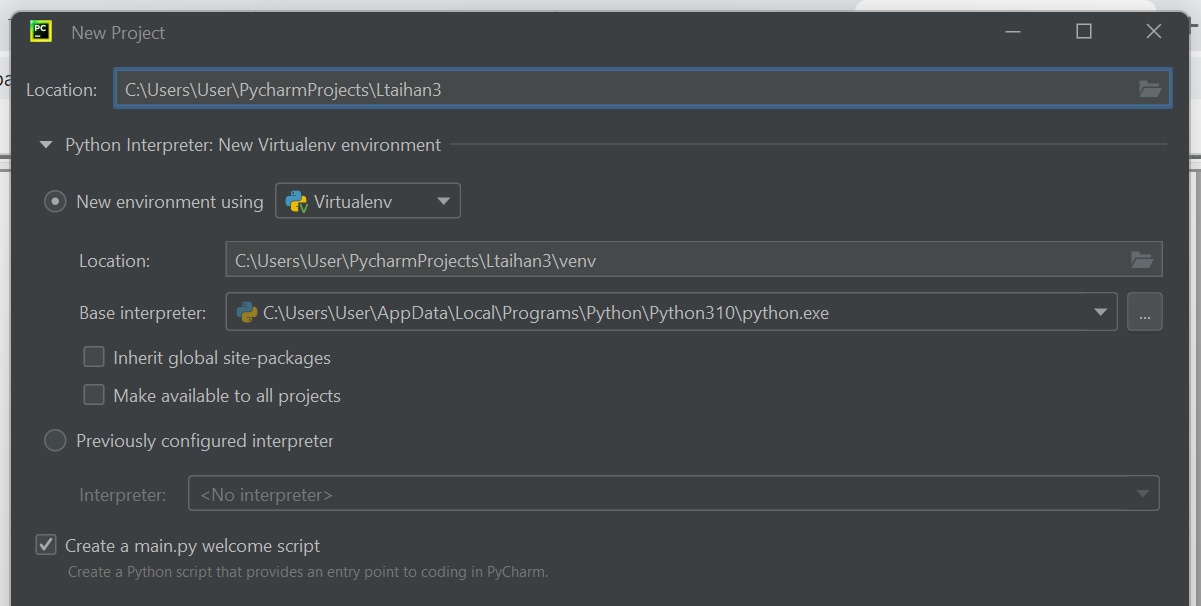 PC
New Project
Location: C:\Users\User\PycharmProjects\Ltaihan3
Python Interpreter: New Virtualenv environment
New environment using Virtualenv
Location: C:\Users\User\PycharmProjects\Ltaihan3\venv
Base interpreter: C:\Users\User\AppData\Local\Programs\Python\Python310\python.exe ...
Inherit global site-packages
Make available to all projects
Previously configured interpreter
Interpreter: <No interpreter>
Create a main.py welcome script
Create a Python script that provides an entry point to coding in PyCharm.